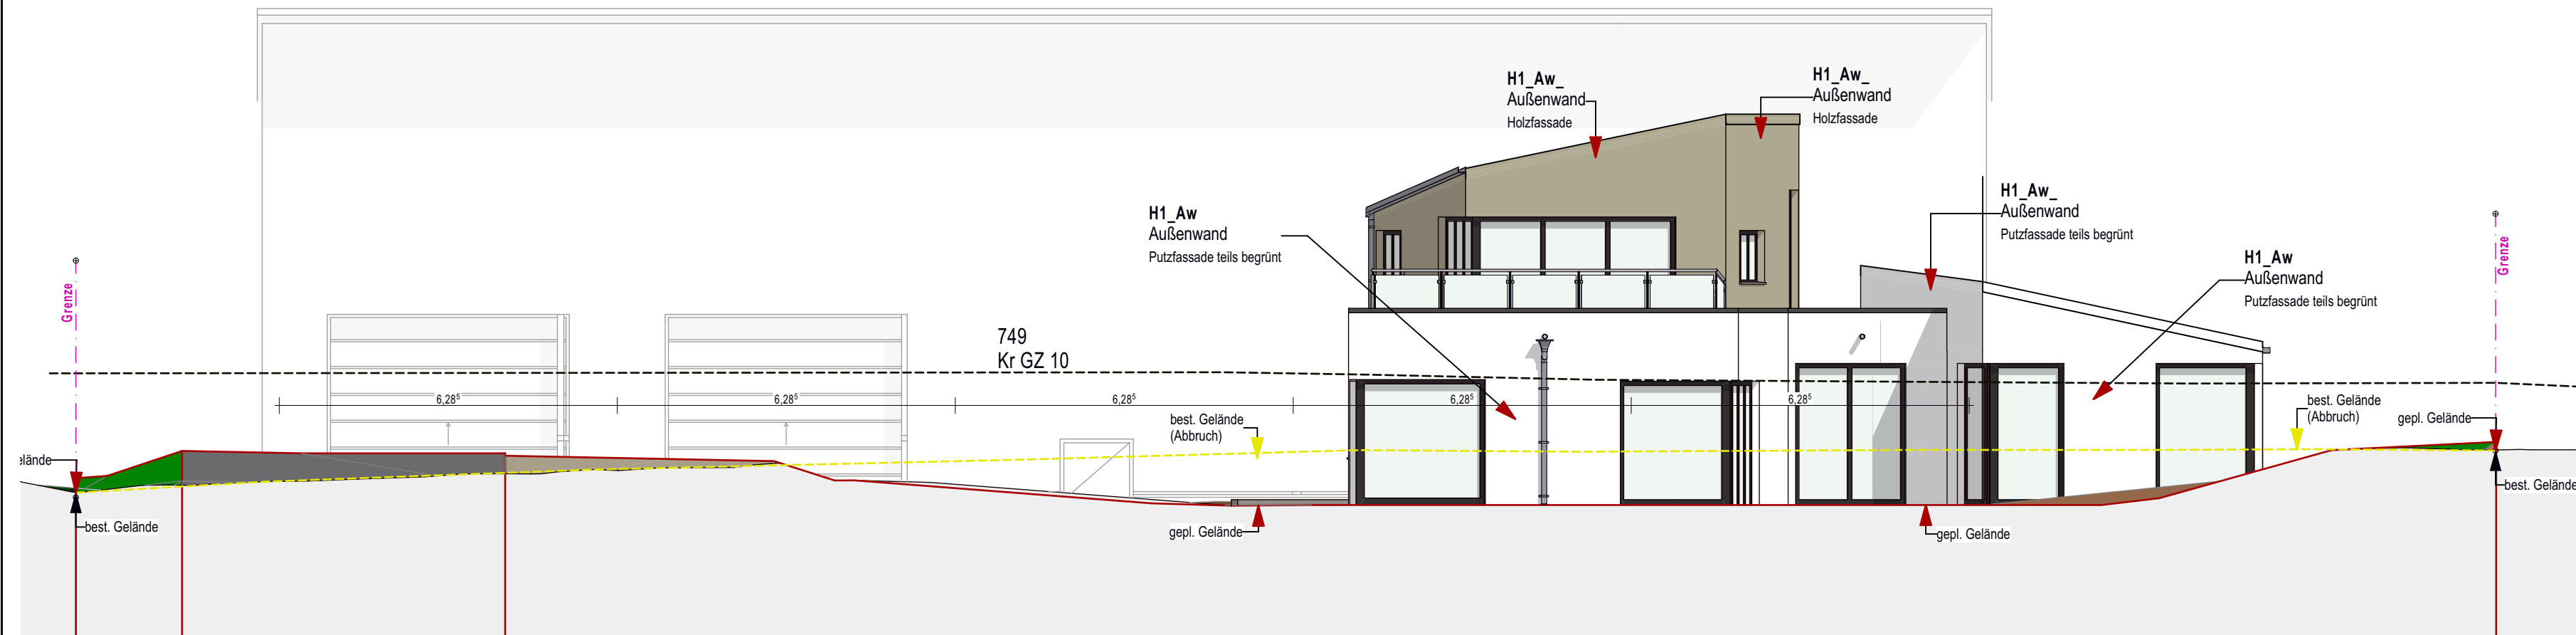 H1_Aw_
Außenwand
Holzfassade
H1_Aw_
Außenwand
Holzfassade
H1_Aw
Außenwand
Putzfassade teils begrünt
H1_Aw_
Außenwand
Putzfassade teils begrünt
H1_Aw
Außenwand
Putzfassade teils begrünt
Grenze
Grenze
749
Kr GZ 10
6,28⁵
6,28⁵
6,28⁵
6,28⁵
6,28⁵
best. Gelände
(Abbruch)
best. Gelände
(Abbruch)
gepl. Gelände
elände
best. Gelände
best. Gelände
gepl. Gelände
gepl. Gelände